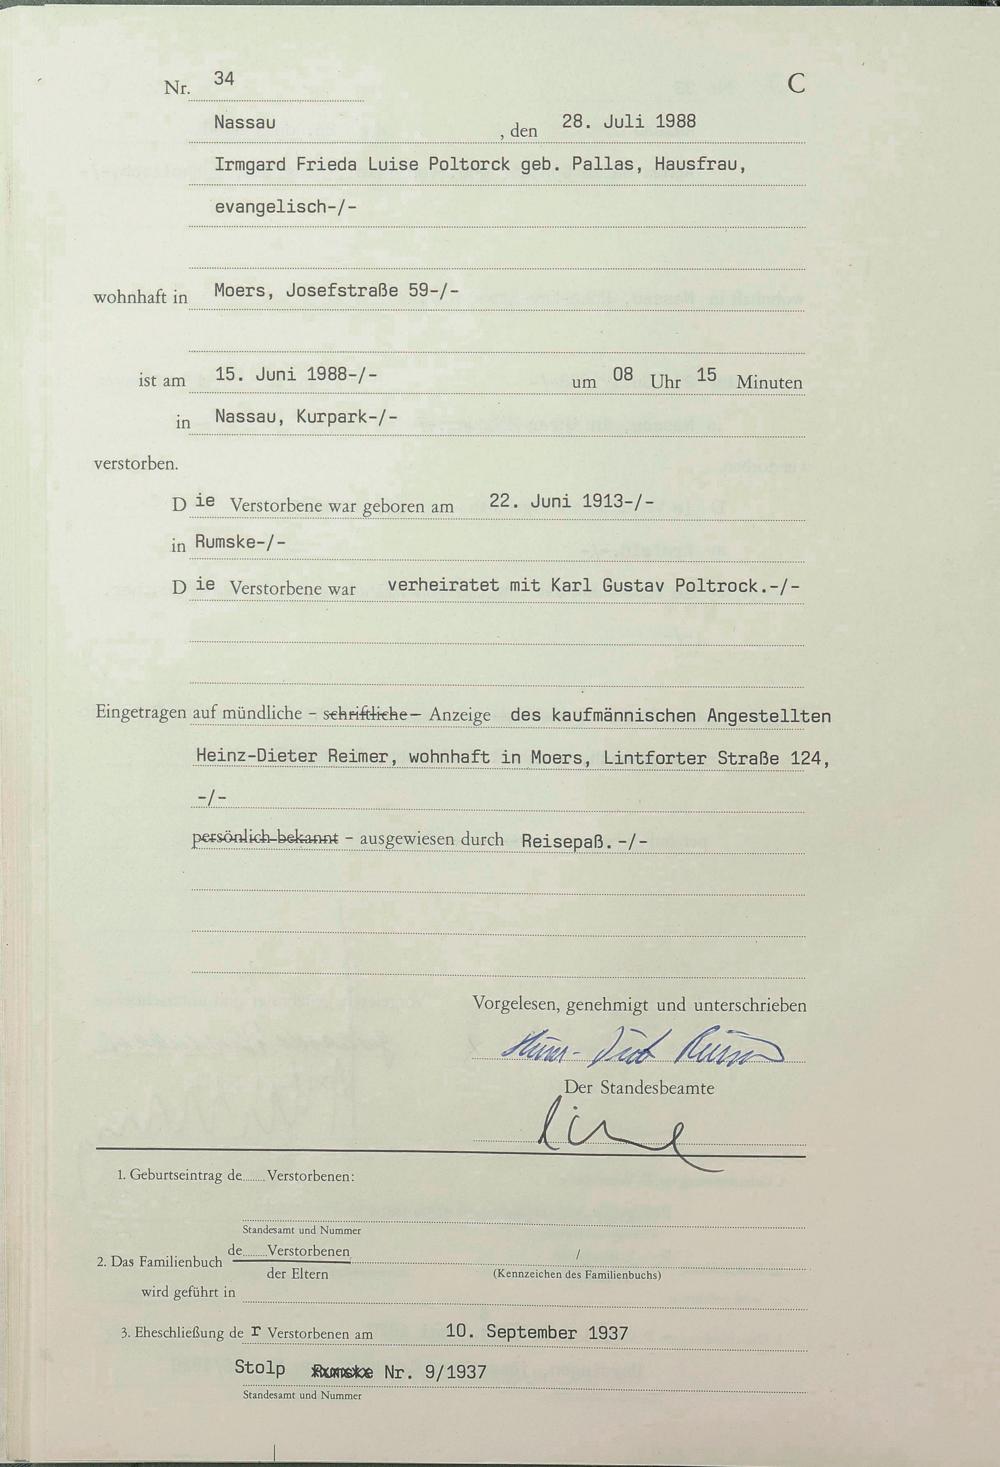 Nr. 34 C
Nassau , den 28. Juli 1988
Irmgard Frieda Luise Poltorck geb. Pallas, Hausfrau,
evangelisch-/-
wohnhaft in Moers, Josefstraße 59-/-
ist am 15. Juni 1988-/- um 08 Uhr 15 Minuten
in Nassau, Kurpark-/-
verstorben.
D ie Verstorbene war geboren am 22. Juni 1913-/-
in Rumske-/-
D ie Verstorbene war verheiratet mit Karl Gustav Poltrock.-/-
Eingetragen auf mündliche – schriftliche – Anzeige des kaufmännischen Angestellten
Heinz-Dieter Reimer, wohnhaft in Moers, Lintforter Straße 124,
-/-
persönlich bekannt – ausgewiesen durch Reisepaß.-/-
Vorgelesen, genehmigt und unterschrieben
Der Standesbeamte
1. Geburtseintrag de........Verstorbenen:
Standesamt und Nummer
2. Das Familienbuch de........Verstorbenen /
der Eltern (Kennzeichen des Familienbuchs)
wird geführt in
3. Eheschließung de r Verstorbenen am 10. September 1937
Stolp Rumske Nr. 9/1937
Standesamt und Nummer